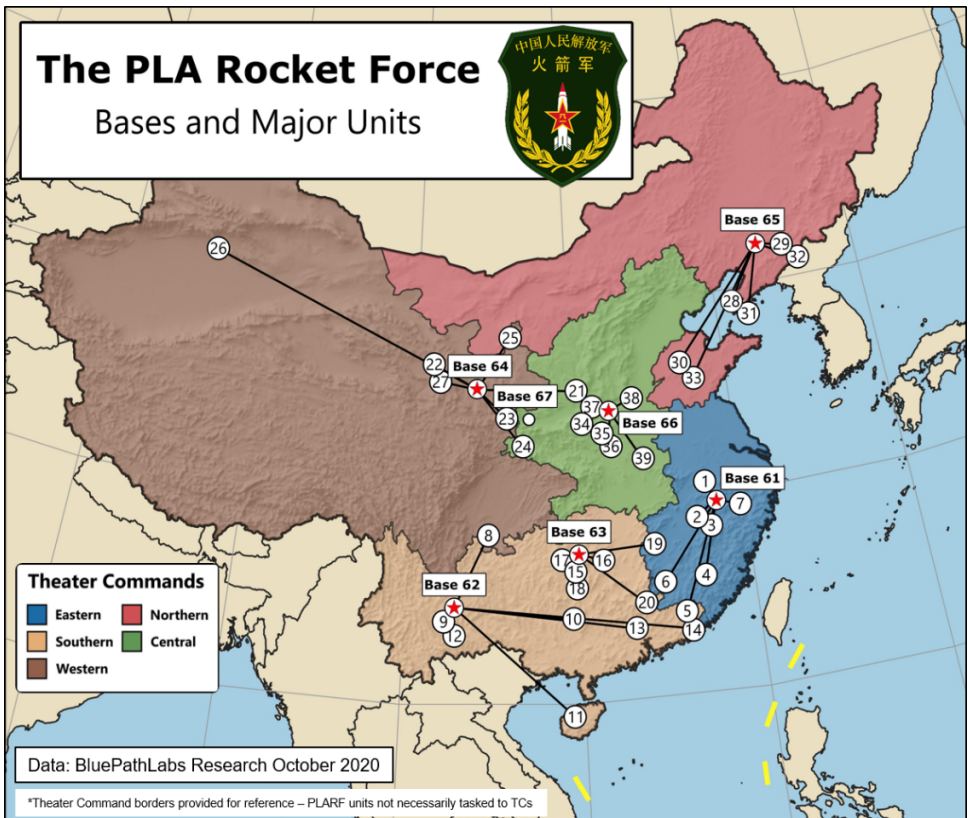 The PLA Rocket Force
Bases and Major Units
中国人民解放军
火箭军
Base 65
29
32
28
31
26
25
30
33
22
Base 64
27
21
38
Base 67
37
23
34
Base 66
35
36
24
39
Base 61
1
7
2
3
8
Base 63
19
17
16
15
4
Base 62
6
18
20
5
9
10
13
14
12
11
Theater Commands
Eastern
Northern
Southern
Central
Western
Data: BluePathLabs Research October 2020
*Theater Command borders provided for reference – PLARF units not necessarily tasked to TCs